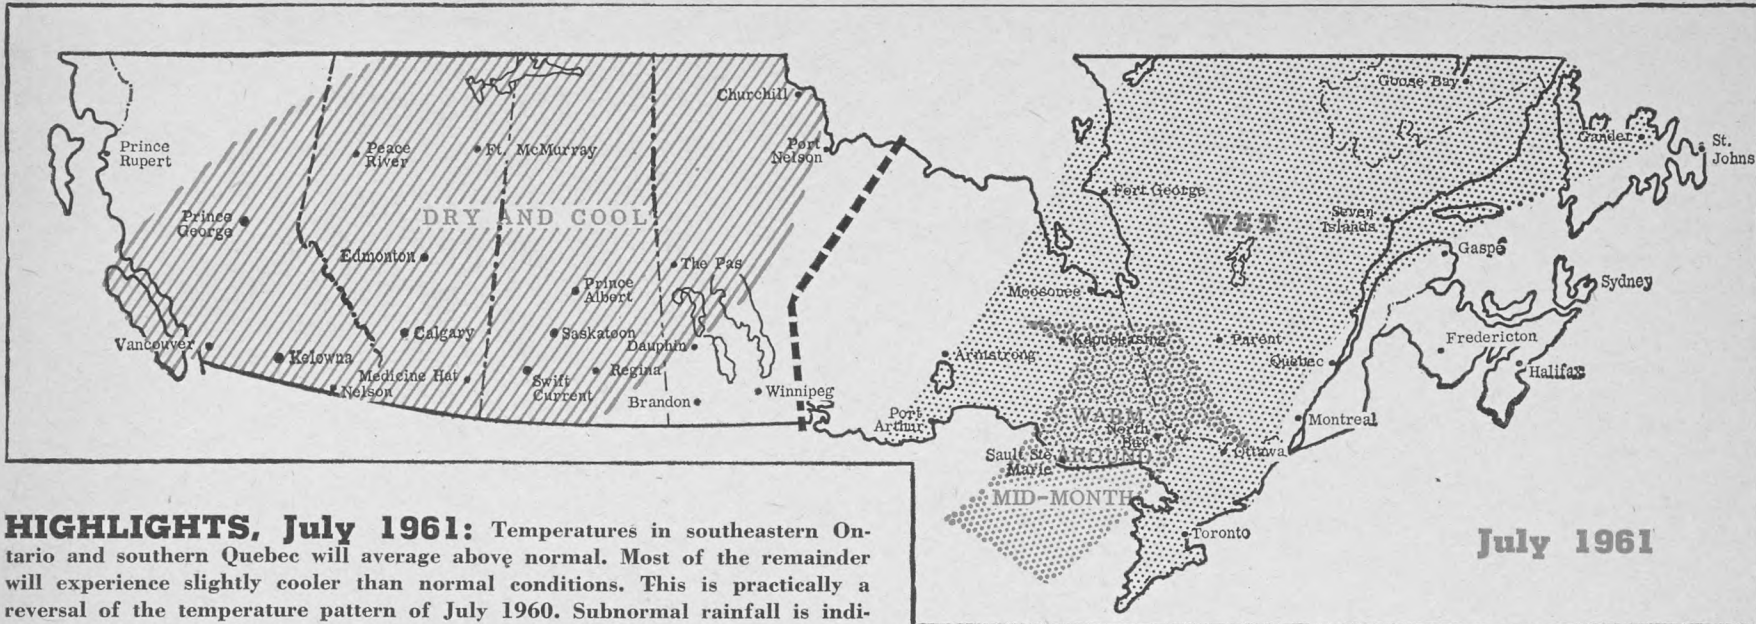 Churchill
Goose Bay
Prince
Rupert
Peace
River
Ft. McMurray
Port
Nelson
Gander
St.
Johns
Fort George
Prince
George
DRY AND COOL
WET
Seven
Islands
Edmonton
The Pas
Gaspé
Prince
Albert
Moosonee
Sydney
Vancouver
Calgary
Saskatoon
Dauphin
Kapuskasing
Parent
Fredericton
Kelowna
Armstrong
Quebec
Medicine Hat
Regina
Halifax
Nelson
Swift
Current
Brandon
Winnipeg
Port
Arthur
WARM
Montreal
North
Bay
Sault Ste.
Marie
AROUND
Ottawa
MID-MONTH
Toronto
July 1961
HIGHLIGHTS, July 1961: Temperatures in southeastern On-
tario and southern Quebec will average above normal. Most of the remainder
will experience slightly cooler than normal conditions. This is practically a
reversal of the temperature pattern of July 1960. Subnormal rainfall is indi-